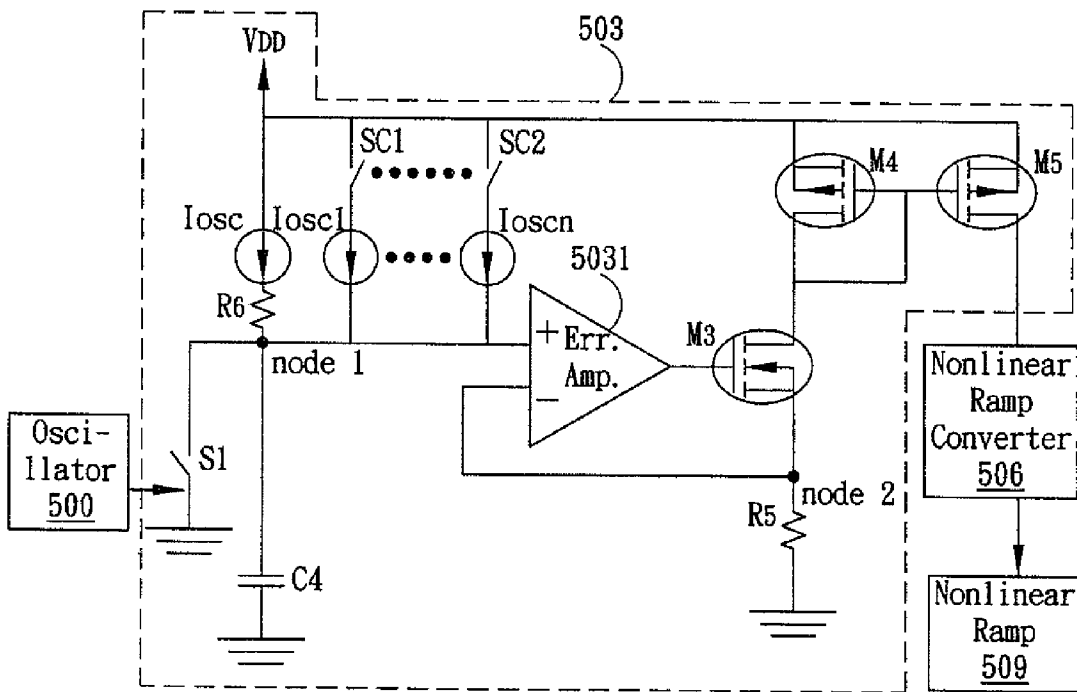 503
VDD
SC1
SC2
M4
M5
Iosc
Iosc1
Ioscn
5031
R6
M3
+
Err.
Amp.
−
node 1
Nonlinear
Ramp
Converter
506
Osci-
llator
500
S1
node 2
R5
C4
Nonlinear
Ramp
509